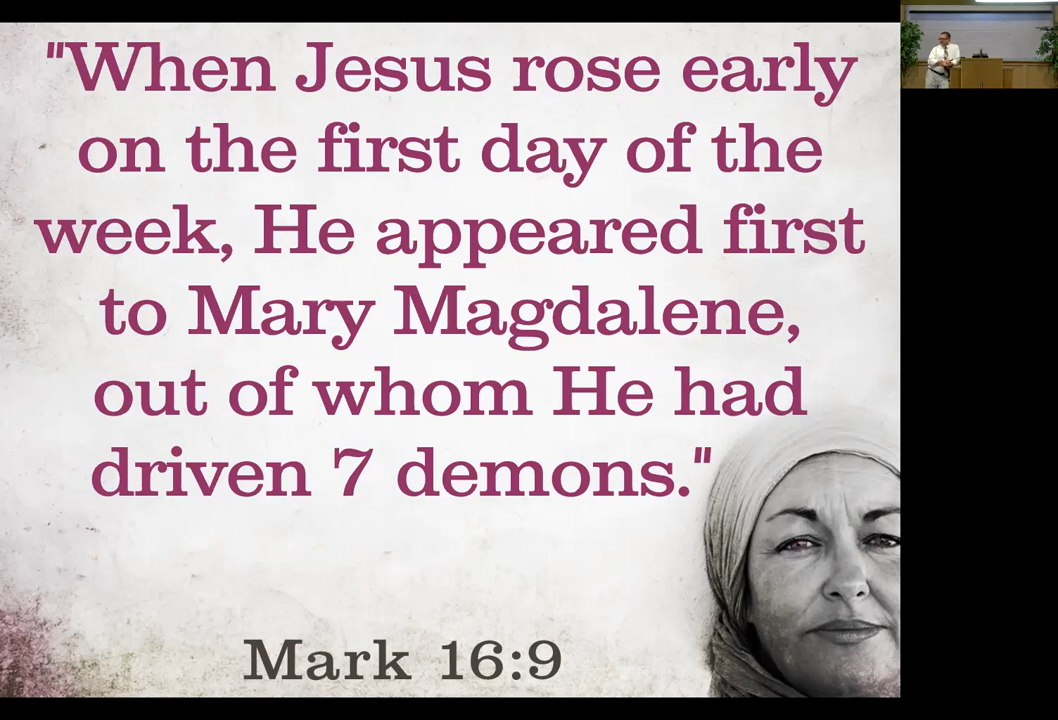 "When Jesus rose early
on the first day of the
week, He appeared first
to Mary Magdalene,
out of whom He had
driven 7 demons."
Mark 16:9